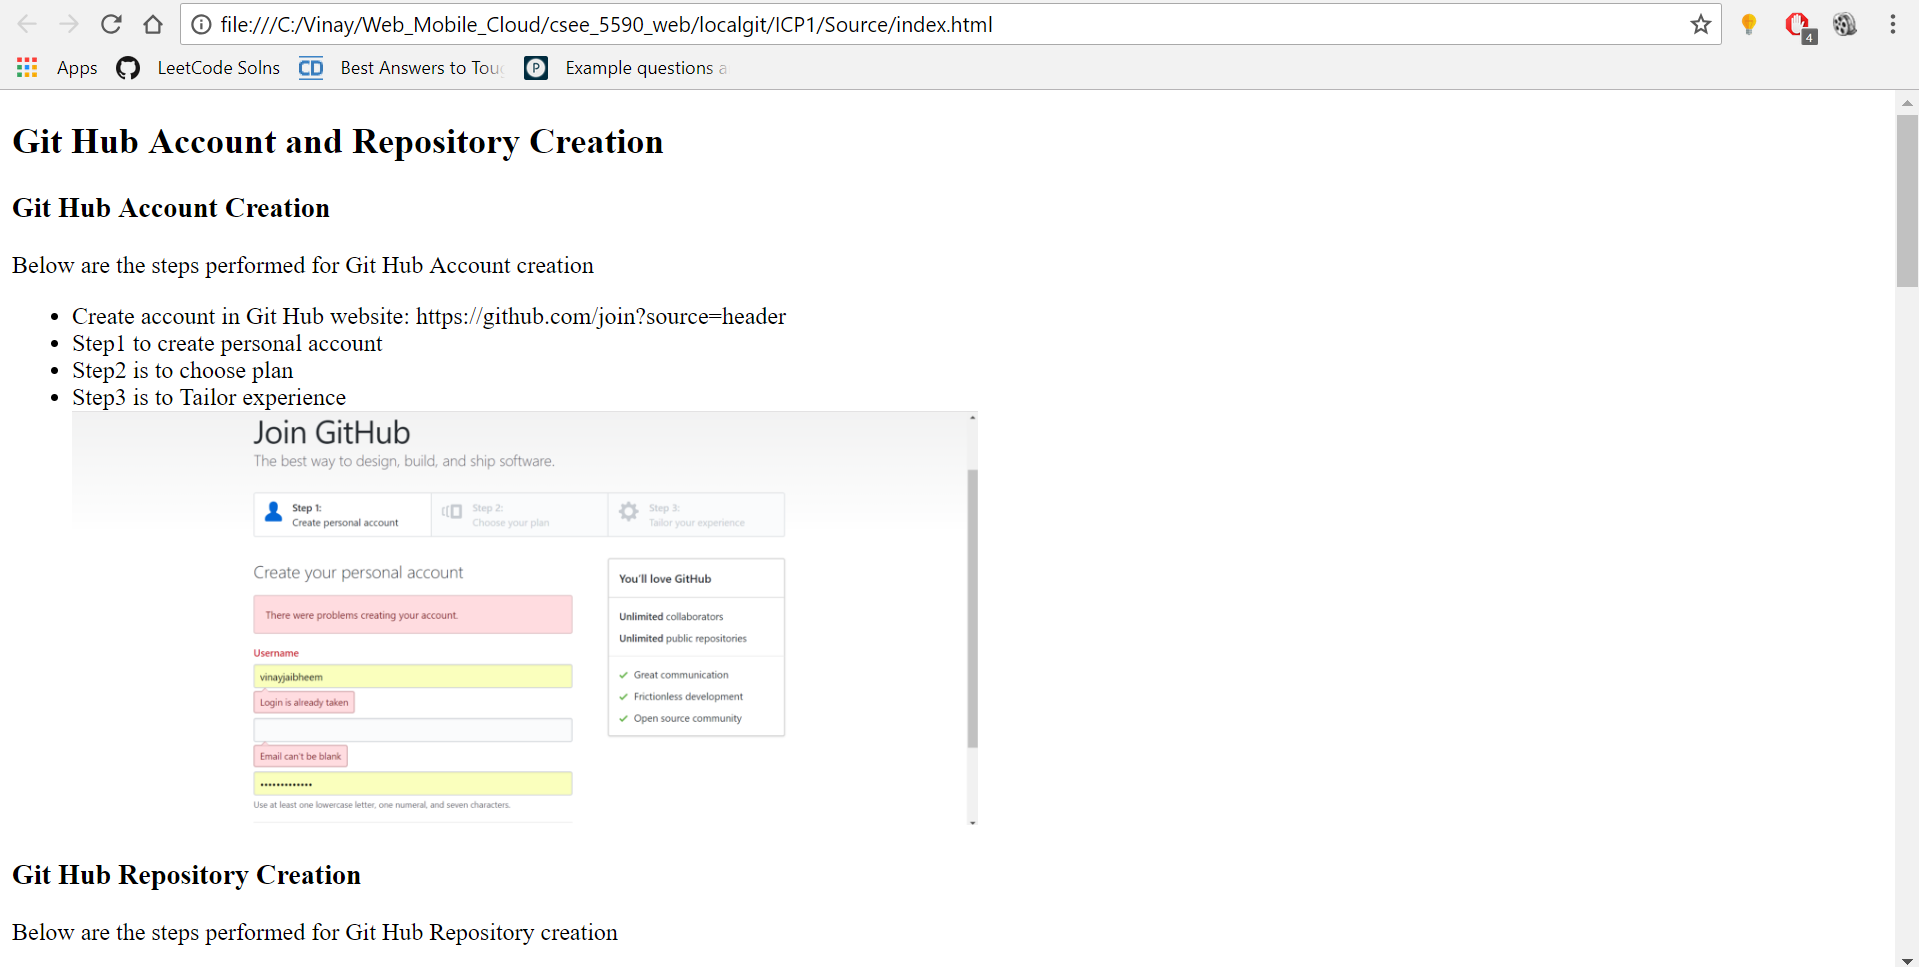 file:///C:/Vinay/Web_Mobile_Cloud/csee_5590_web/localgit/ICP1/Source/index.html
4
Apps LeetCode Solns CD Best Answers to Tou P Example questions a
Git Hub Account and Repository Creation
Git Hub Account Creation
Below are the steps performed for Git Hub Account creation
• Create account in Git Hub website: https://github.com/join?source=header
• Step1 to create personal account
• Step2 is to choose plan
• Step3 is to Tailor experience
Join GitHub
The best way to design, build, and ship software.
Step 1:
Create personal account
Step 2:
Choose your plan
Step 3:
Tailor your experience
Create your personal account
There were problems creating your account.
Username
vinayjaibheem
Login is already taken
Email can't be blank
•••••••••••••
Use at least one lowercase letter, one numeral, and seven characters.
You'll love GitHub
Unlimited collaborators
Unlimited public repositories
Great communication
Frictionless development
Open source community
Git Hub Repository Creation
Below are the steps performed for Git Hub Repository creation